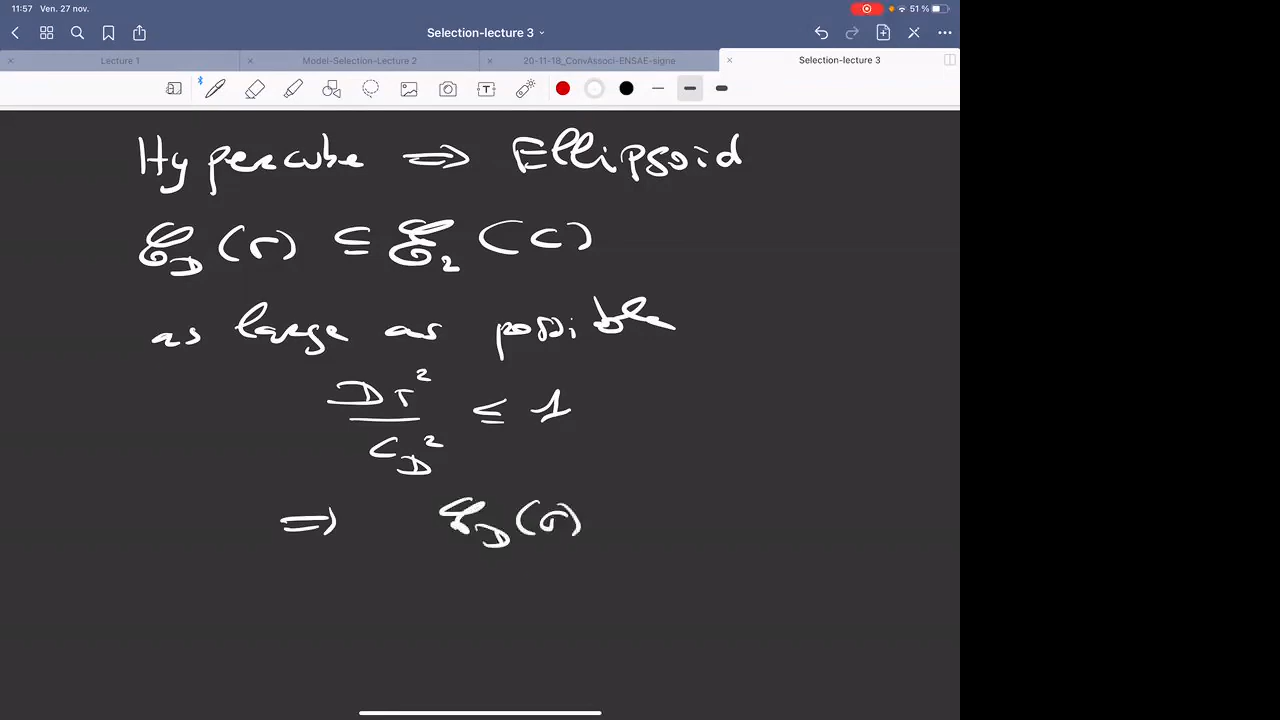 11:57 Ven. 27 nov. 51 %
Selection-lecture 3
Lecture 1 Model-Selection-Lecture 2 20-11-18_ConvAssoci-ENSAE-signe Selection-lecture 3
Hypercube ⇒ Ellipsoid
𝓔_D (r) ⊆ 𝓔_2 (c)
as large as possible
D r² / c_D² ≤ 1
⇒ 𝓔_D (r)